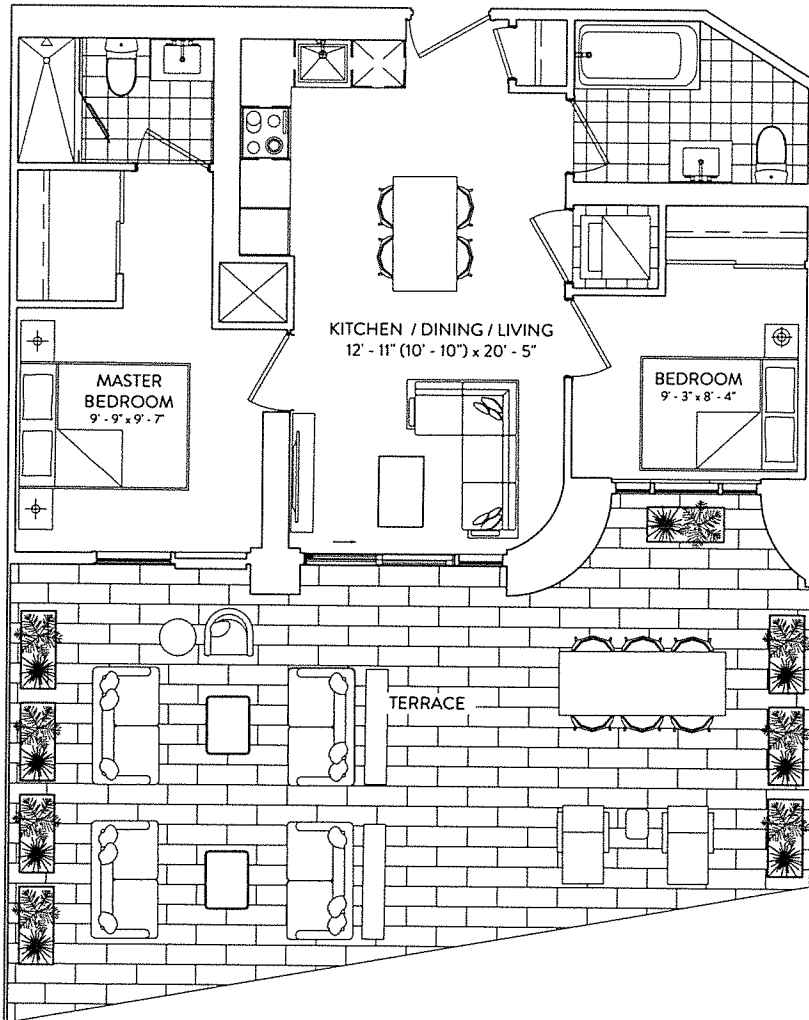 KITCHEN / DINING / LIVING
12' - 11" (10' - 10") x 20' - 5"
MASTER
BEDROOM
9' - 9" x 9' - 7"
BEDROOM
9' - 3" x 8' - 4"
TERRACE